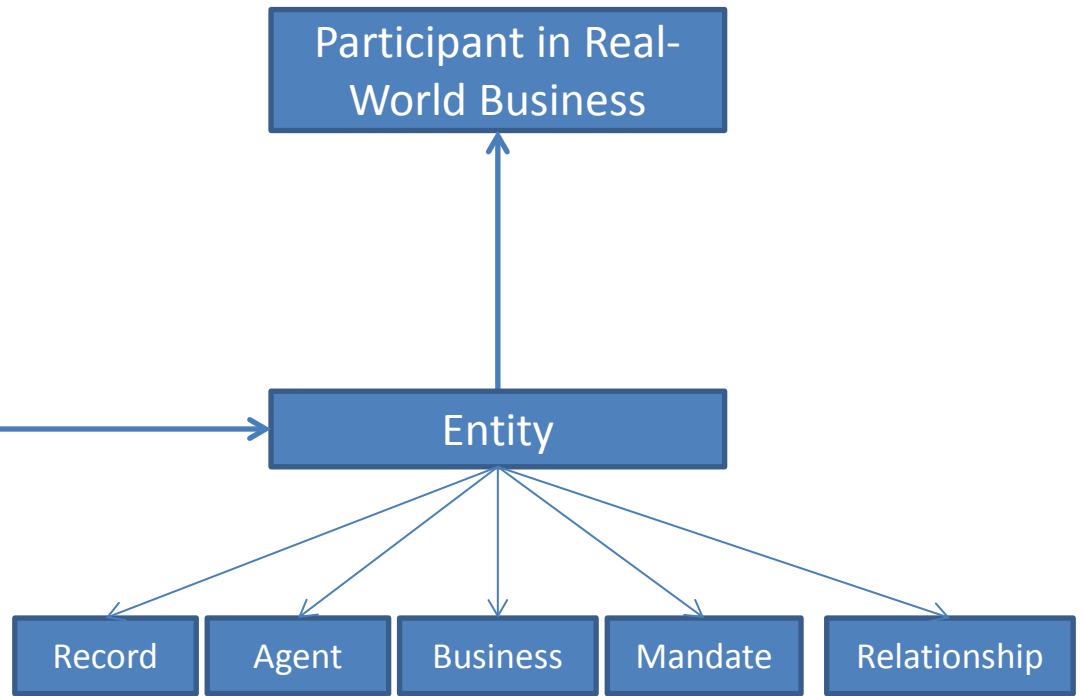 Participant in Real-
World Business
Entity
Record
Agent
Business
Mandate
Relationship